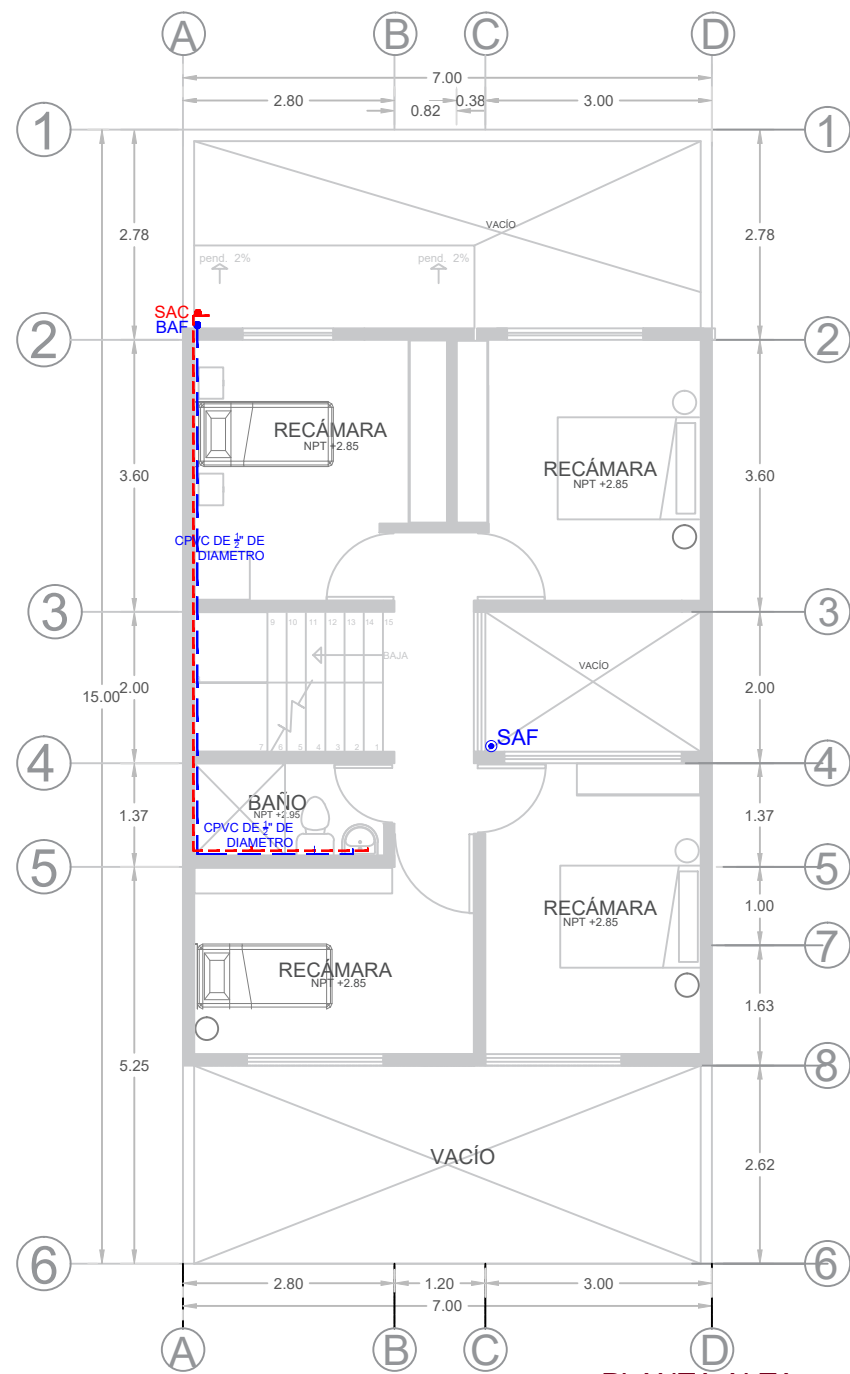 A
B
C
D
7.00
2.80
0.82
0.38
3.00
1
1
2.78
2.78
VACÍO
pend. 2%
pend. 2%
SAC
BAF
2
2
RECÁMARA
NPT +2.85
RECÁMARA
NPT +2.85
3.60
3.60
CPVC DE ½" DE
DIAMETRO
3
3
9 10 11 12 13 14 15
BAJA
VACÍO
15.00
2.00
2.00
SAF
7 6 5 4 3 2 1
4
4
BAÑO
NPT +2.95
1.37
1.37
CPVC DE ½" DE
DIAMETRO
5
5
RECÁMARA
NPT +2.85
1.00
7
RECÁMARA
NPT +2.85
1.63
5.25
8
VACÍO
2.62
6
6
2.80
1.20
3.00
7.00
A
B
C
D
PLANTA ALTA